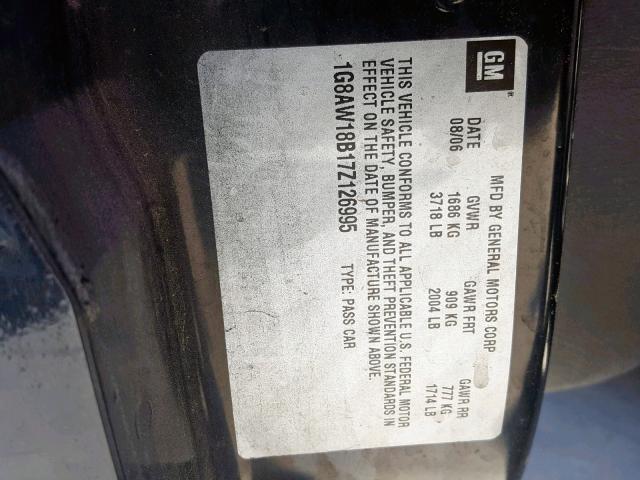 GM
MFD BY GENERAL MOTORS CORP
DATE GVWR GAWR FRT GAWR RR
08/06 1686 KG 909 KG 777 KG
3718 LB 2004 LB 1714 LB
THIS VEHICLE CONFORMS TO ALL APPLICABLE U.S. FEDERAL MOTOR
VEHICLE SAFETY, BUMPER, AND THEFT PREVENTION STANDARDS IN
EFFECT ON THE DATE OF MANUFACTURE SHOWN ABOVE.
1G8AW18B17Z126995 TYPE: PASS CAR